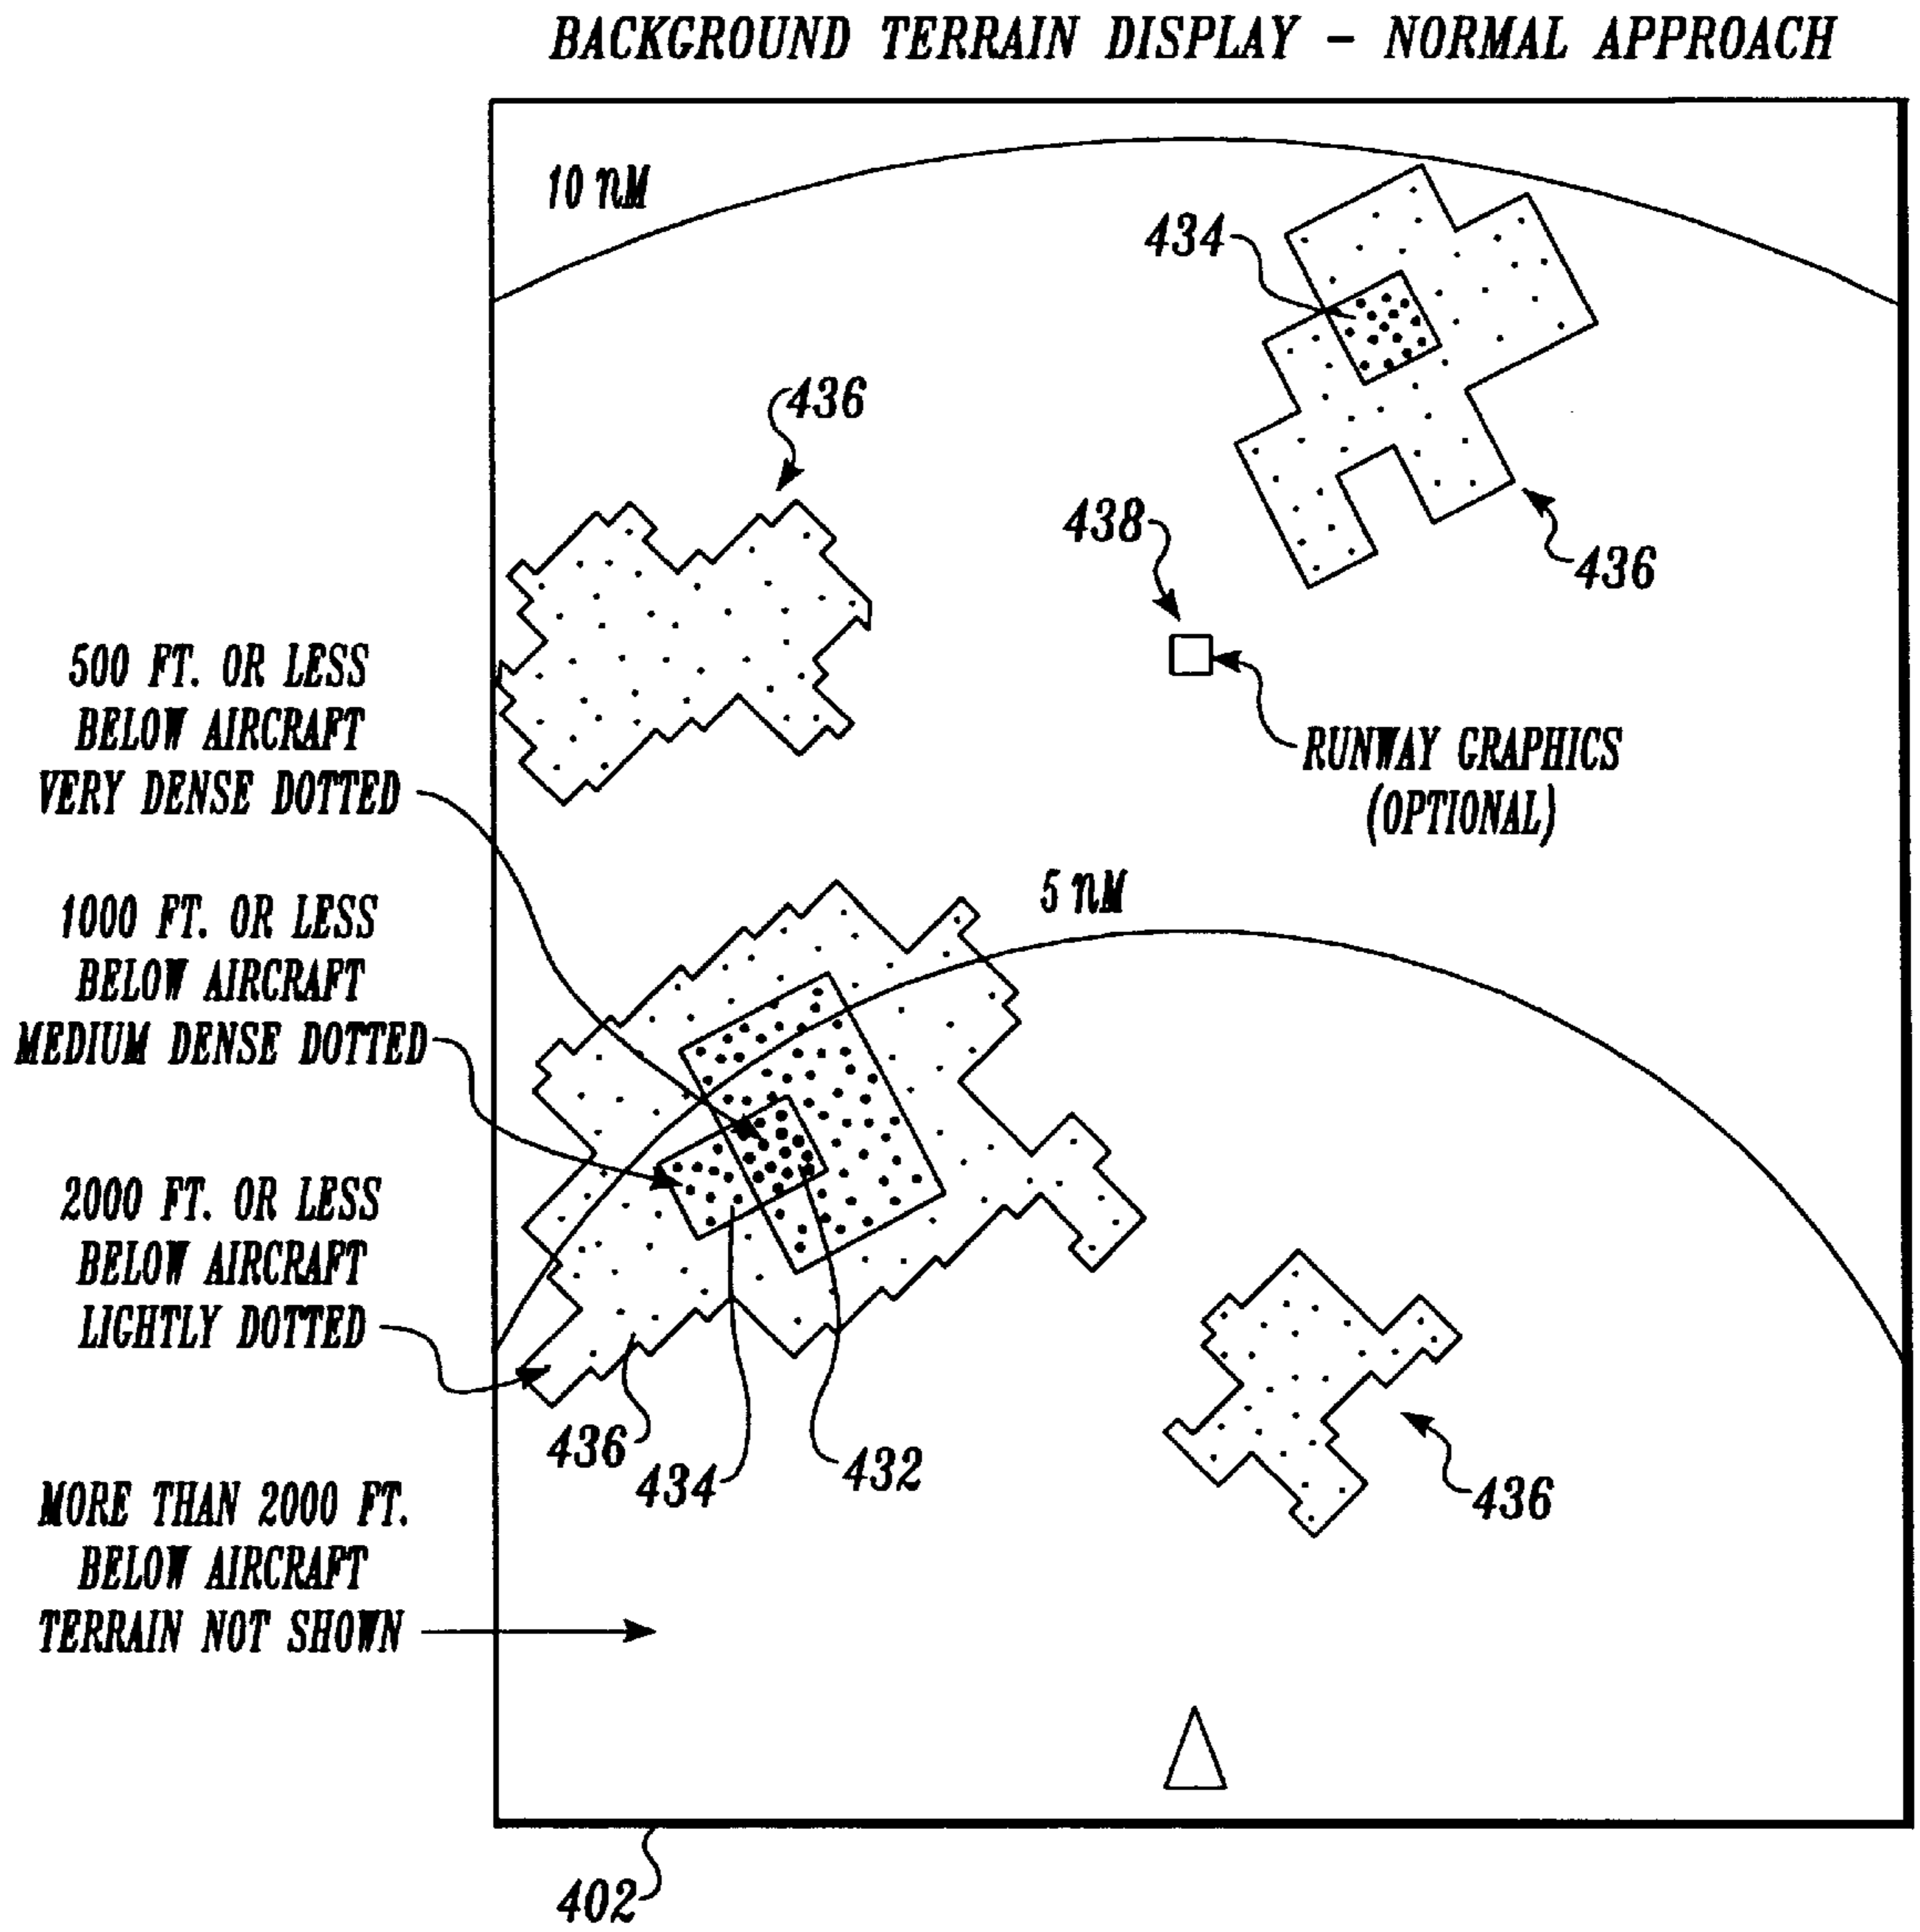 BACKGROUND TERRAIN DISPLAY - NORMAL APPROACH
10 nM
434
436
438
436
500 FT. OR LESS
BELOW AIRCRAFT
VERY DENSE DOTTED
RUNWAY GRAPHICS
(OPTIONAL)
5 nM
1000 FT. OR LESS
BELOW AIRCRAFT
MEDIUM DENSE DOTTED
2000 FT. OR LESS
BELOW AIRCRAFT
LIGHTLY DOTTED
436
434
432
436
MORE THAN 2000 FT.
BELOW AIRCRAFT
TERRAIN NOT SHOWN
402